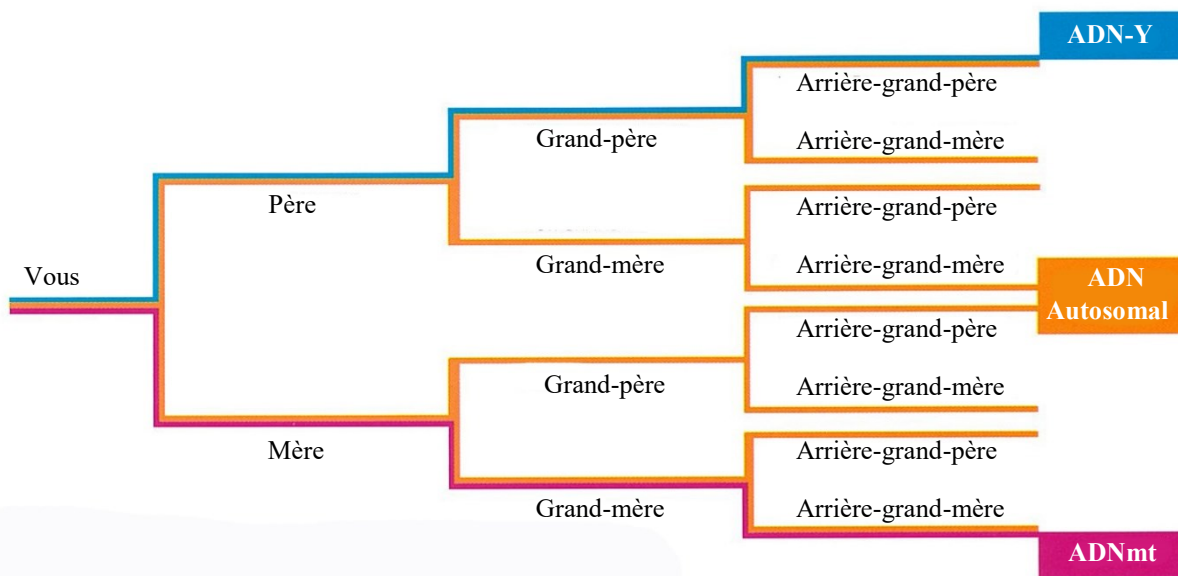 ADN-Y
Arrière-grand-père
Grand-père
Arrière-grand-mère
Père
Arrière-grand-père
Grand-mère
Arrière-grand-mère
Vous
ADN
Autosomal
Arrière-grand-père
Grand-père
Arrière-grand-mère
Mère
Arrière-grand-père
Grand-mère
Arrière-grand-mère
ADNmt